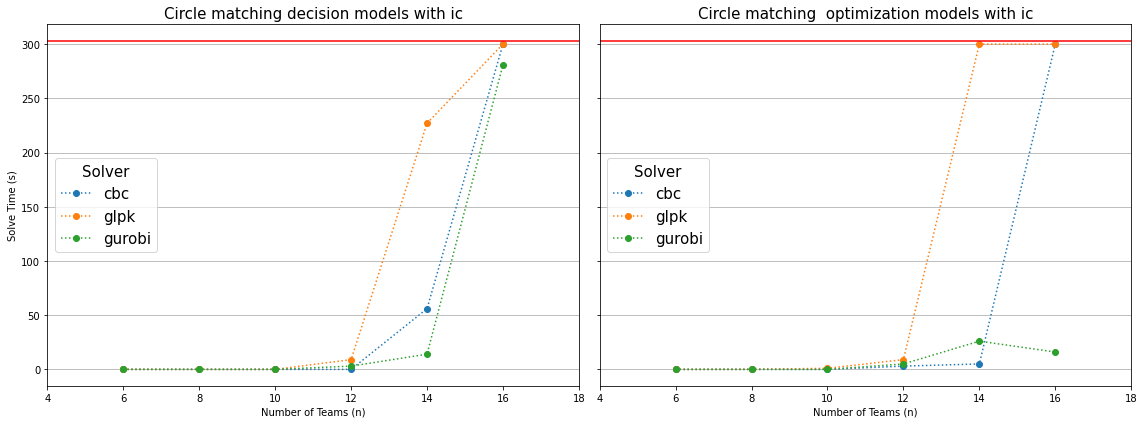 Circle matching decision models with ic
300
250
200
150
100
50
0
Solve Time (s)
Solver
cbc
glpk
gurobi
4 6 8 10 12 14 16 18
Number of Teams (n)
Circle matching  optimization models with ic
Solver
cbc
glpk
gurobi
4 6 8 10 12 14 16 18
Number of Teams (n)